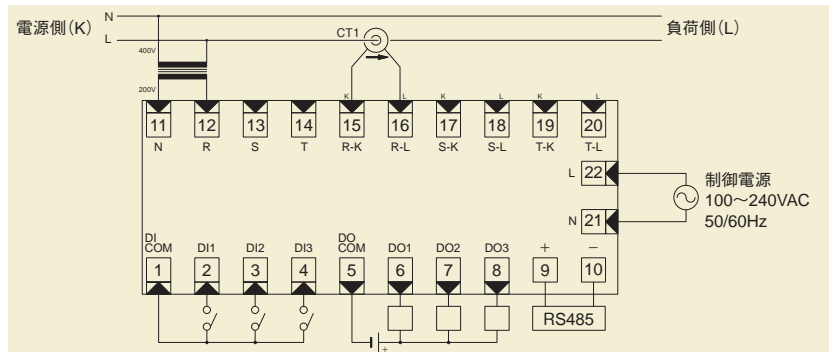 電源側(K) N 負荷側(L)
L CT1
400V
200V
K L K L K L
11 12 13 14 15 16 17 18 19 20
N R S T R-K R-L S-K S-L T-K T-L
L 22
制御電源
100～240VAC
50/60Hz
N 21
DI COM DI1 DI2 DI3 DO COM DO1 DO2 DO3 + −
1 2 3 4 5 6 7 8 9 10
RS485
+